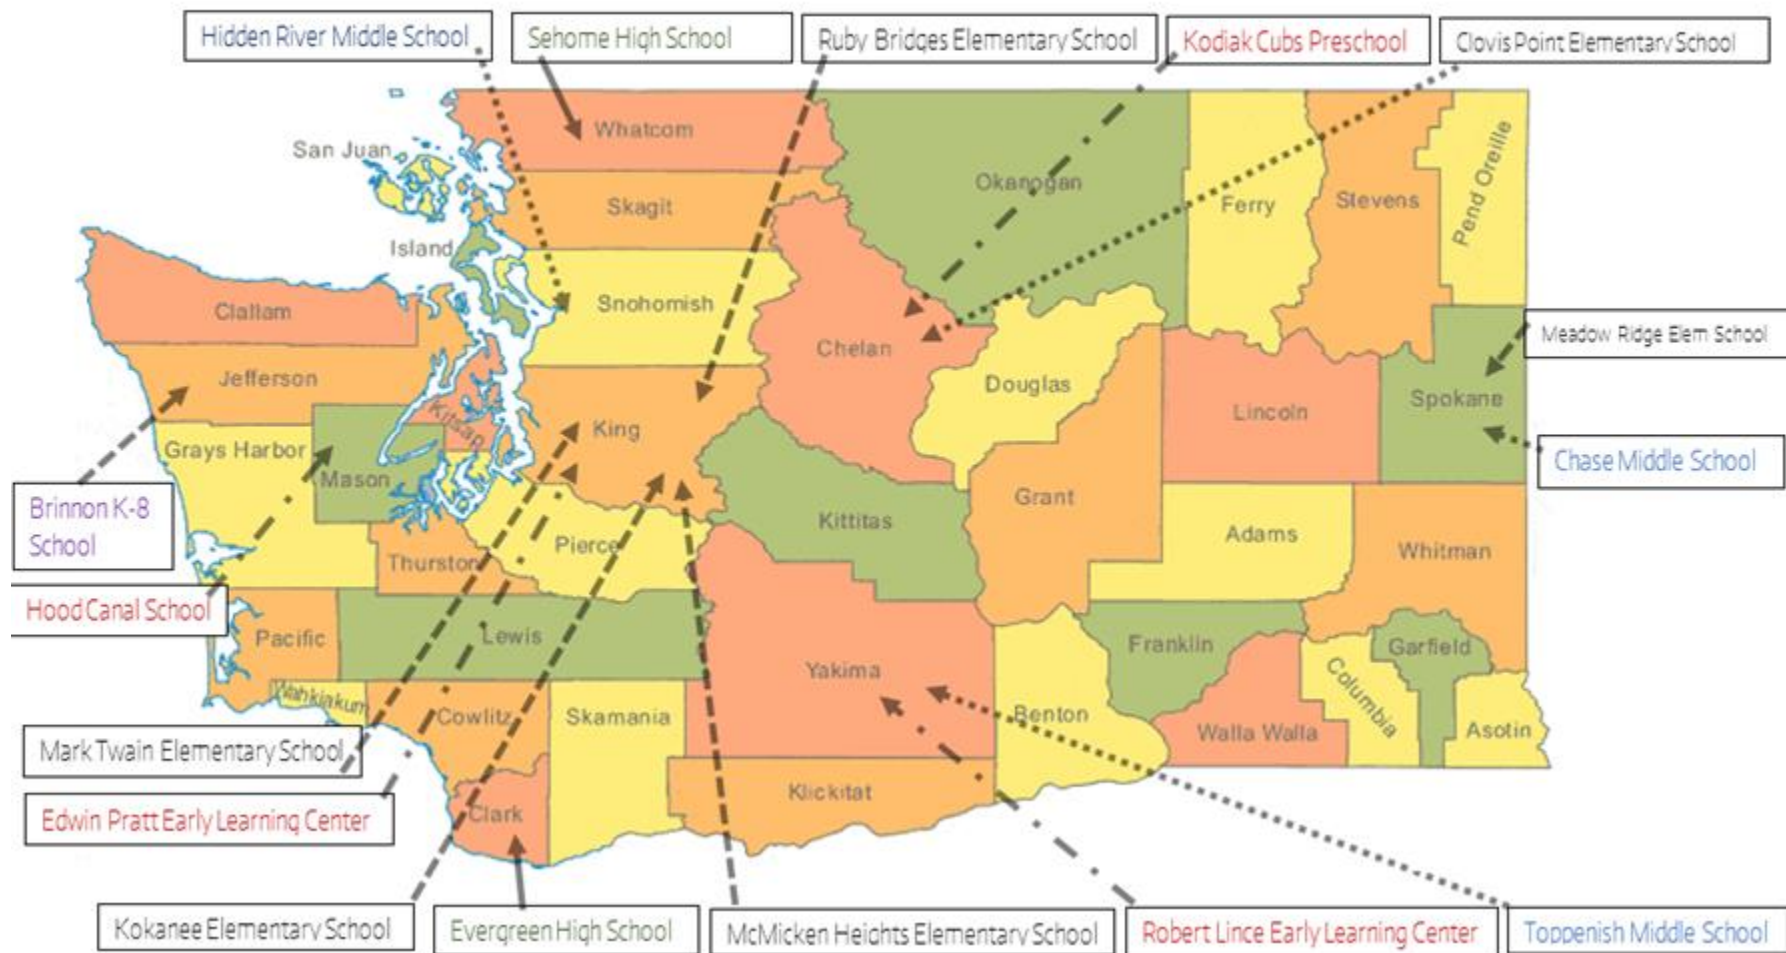 Hidden River Middle School
Sehome High School
Ruby Bridges Elementary School
Kodiak Cubs Preschool
Clovis Point Elementary School
Whatcom
San Juan
Okanogan
Skagit
Ferry
Stevens
Pend Oreille
Island
Snohomish
Clallam
Chelan
Meadow Ridge Elem School
Jefferson
Douglas
Spokane
Kitsap
King
Lincoln
Grays Harbor
Mason
Chase Middle School
Brinnon K-8
School
Grant
Kittitas
Adams
Pierce
Whitman
Thurston
Hood Canal School
Pacific
Lewis
Franklin
Garfield
Yakima
Wahkiakum
Columbia
Cowlitz
Skamania
Benton
Walla Walla
Asotin
Mark Twain Elementary School
Klickitat
Edwin Pratt Early Learning Center
Clark
Kokanee Elementary School
Evergreen High School
McMicken Heights Elementary School
Robert Lince Early Learning Center
Toppenish Middle School